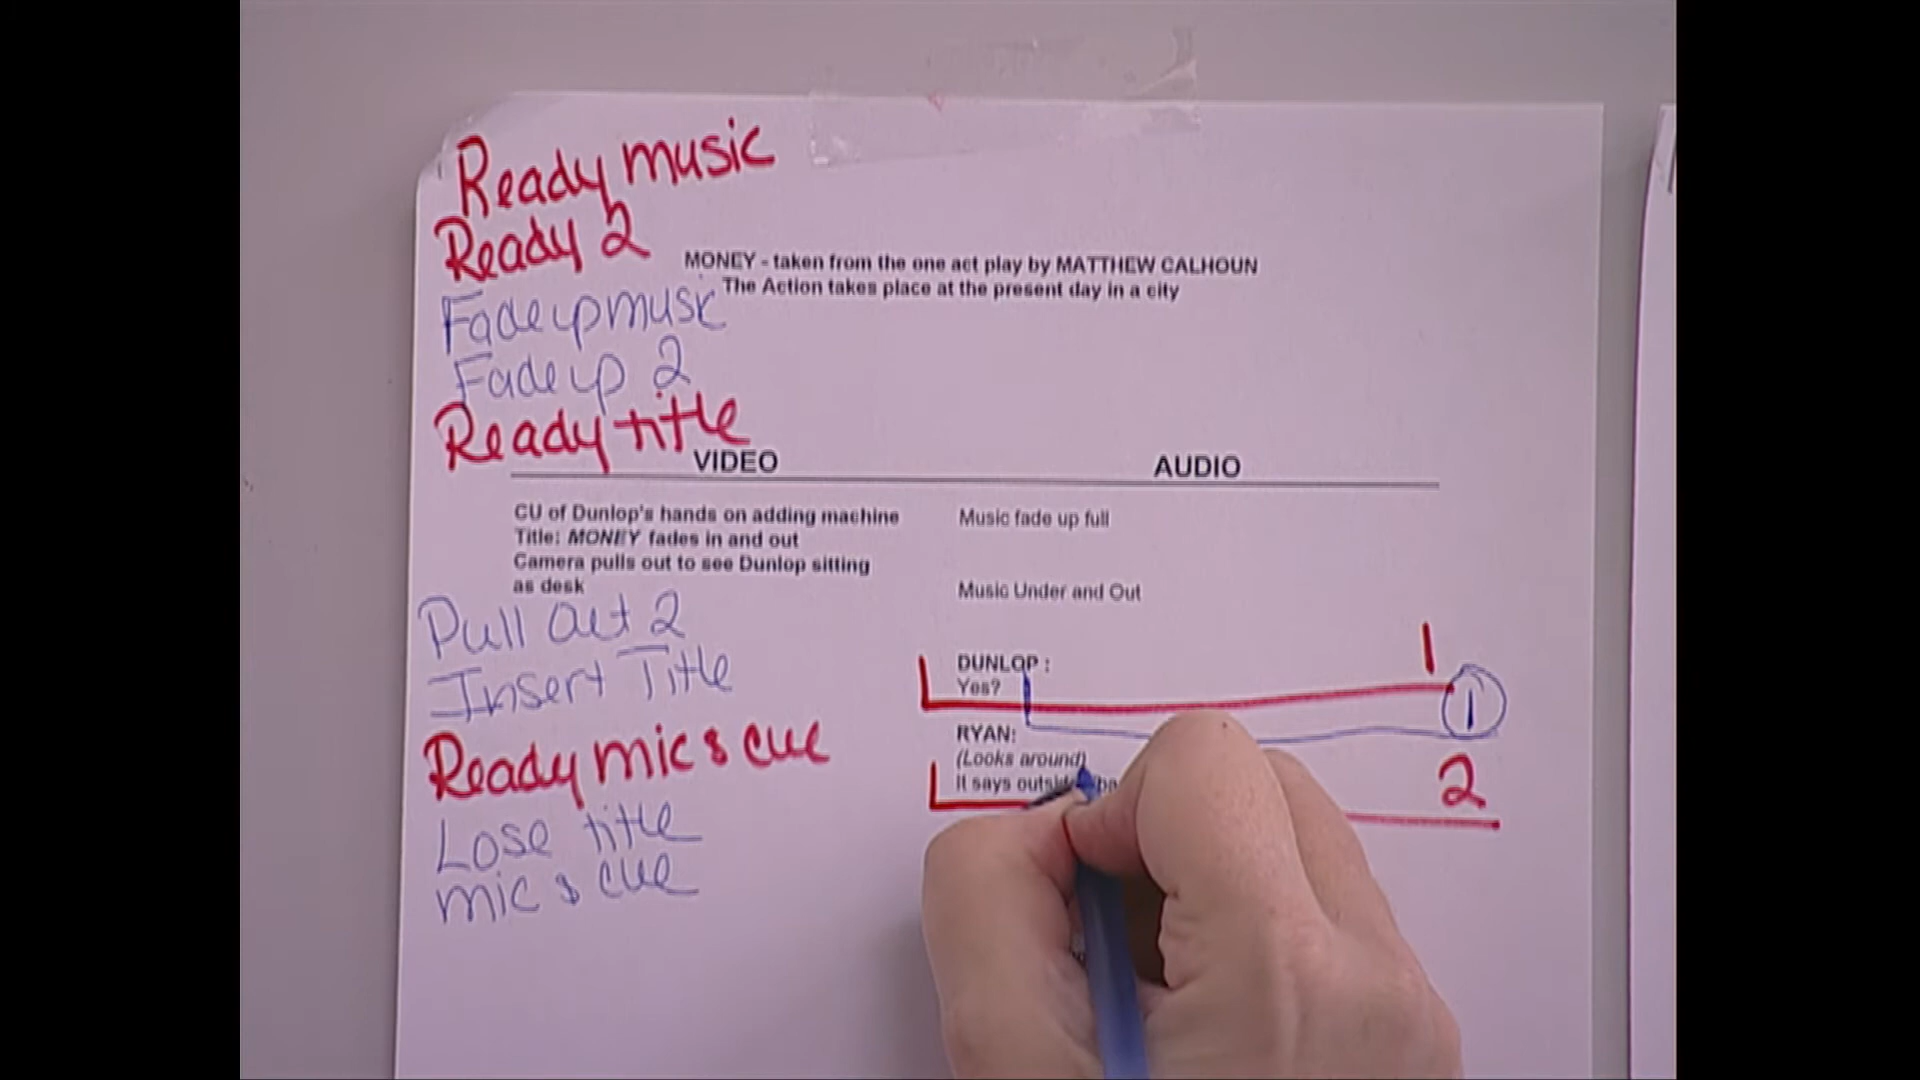 Ready music
Ready 2
MONEY - taken from the one act play by MATTHEW CALHOUN
The Action takes place at the present day in a city
Fade up music
Fade up 2
Ready title
VIDEO
AUDIO
CU of Dunlop's hands on adding machine
Title: MONEY fades in and out
Camera pulls out to see Dunlop sitting
as desk
Music fade up full
Music Under and Out
Pull out 2
Insert Title
Ready mic & cue
Lose title
mic & cue
DUNLOP :
Yes?
1
1
RYAN:
(Looks around)
It says outside
2